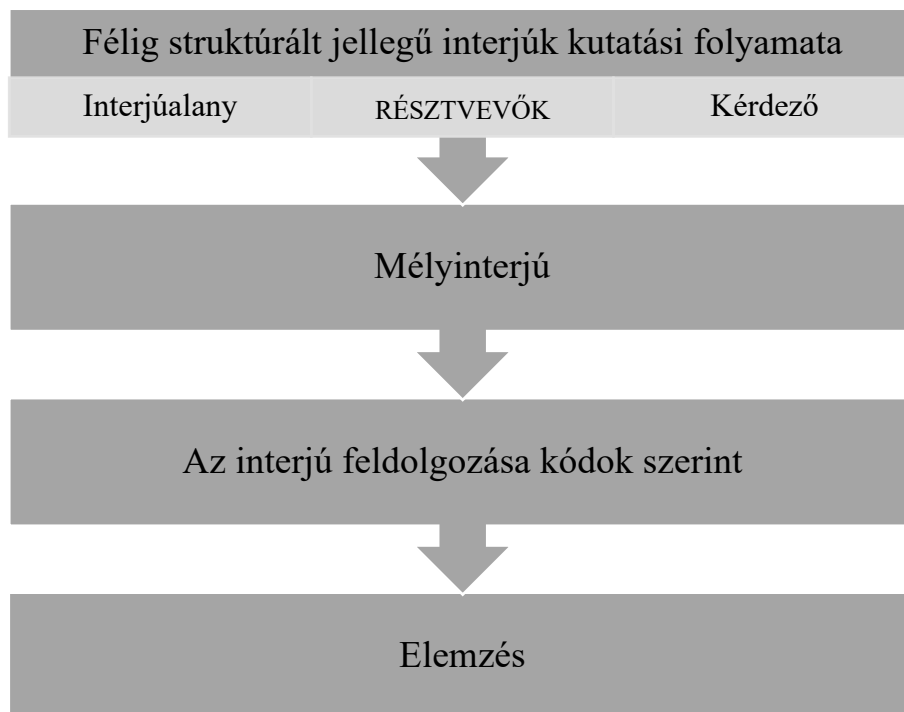 Félig struktúrált jellegű interjúk kutatási folyamata
Interjúalany
RÉSZTVEVŐK
Kérdező
Mélyinterjú
Az interjú feldolgozása kódok szerint
Elemzés